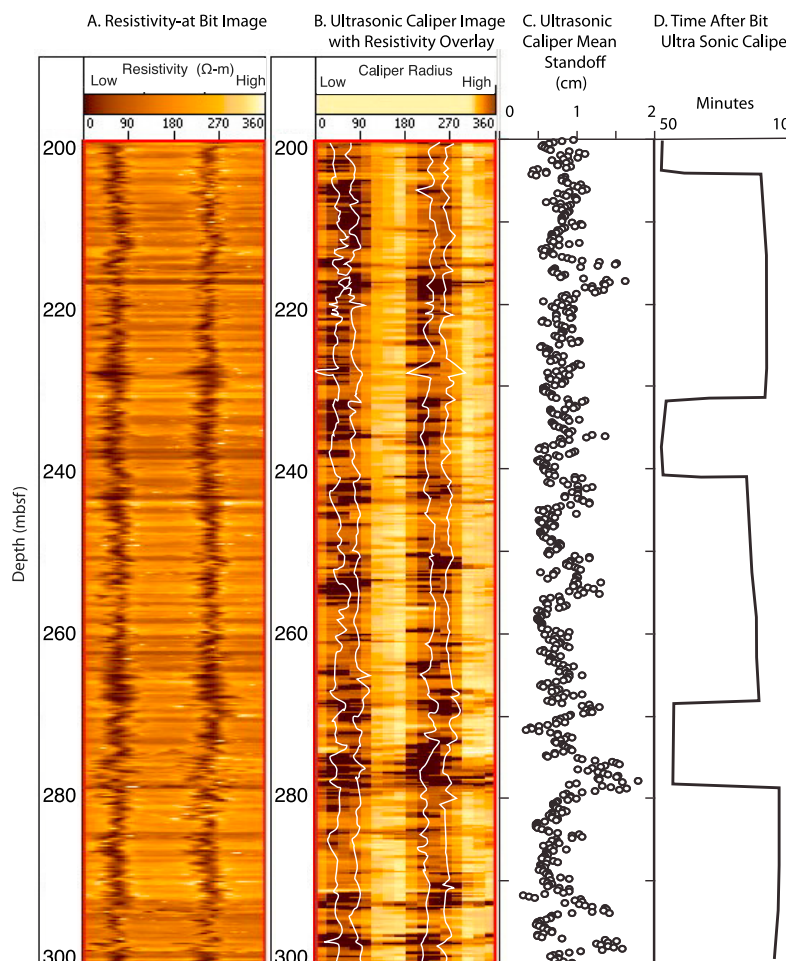 A. Resistivity-at Bit Image
B. Ultrasonic Caliper Image
with Resistivity Overlay
C. Ultrasonic
Caliper Mean
Standoff
(cm)
D. Time After Bit
Ultra Sonic Calipe
Resistivity (Ω-m)
Low High
0 90 180 270 360
Caliper Radius
Low High
0 90 180 270 360
0 1 2
Minutes
50 10
Depth (mbsf)
200
220
240
260
280
300
200
220
240
260
280
300